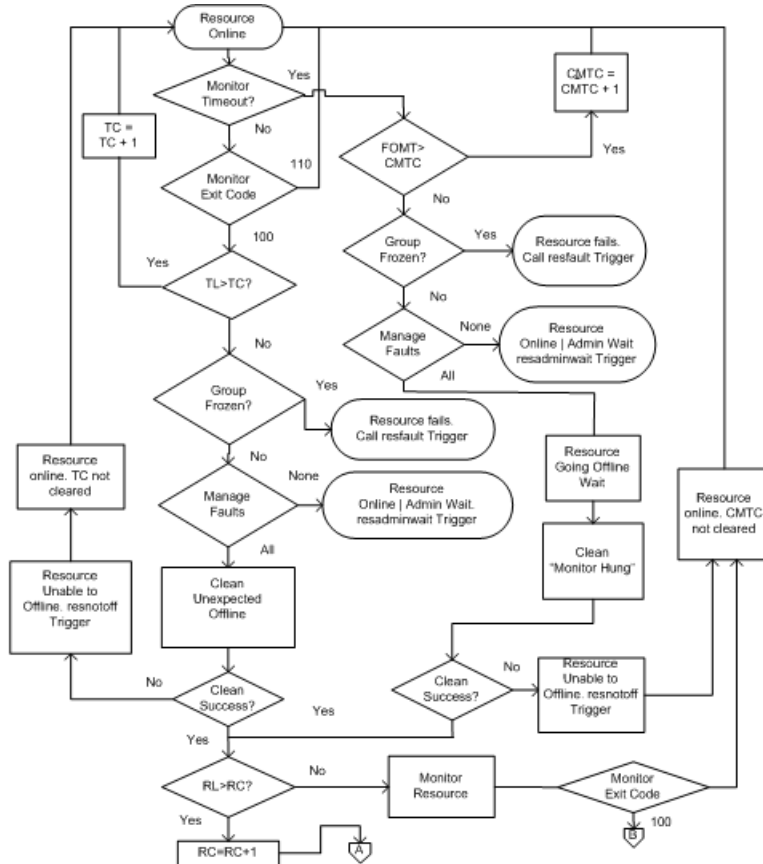 Resource
Online
Yes
Monitor
Timeout?
CMTC =
CMTC + 1
TC =
TC + 1
No
FOMT>
CMTC
Yes
110
Monitor
Exit Code
No
100
Yes
Group
Frozen?
Yes
Resource fails.
Call resfault Trigger
TL>TC?
No
None
Manage
Faults
Resource
Online | Admin Wait
resadminwait Trigger
No
All
Group
Frozen?
Yes
Resource fails.
Call resfault Trigger
Resource
online. TC not
cleared
No
Resource
Going Offline
Wait
Resource
online. CMTC
not cleared
None
Manage
Faults
Resource
Online | Admin Wait.
resadminwait Trigger
All
Clean
"Monitor Hung"
Resource
Unable to
Offline. resnotoff
Trigger
Clean
Unexpected
Offline
No
Clean
Success?
No
Clean
Success?
Resource
Unable to
Offline. resnotoff
Trigger
Yes
Yes
RL>RC?
No
Monitor
Resource
Monitor
Exit Code
Yes
100
RC=RC+1
A
B